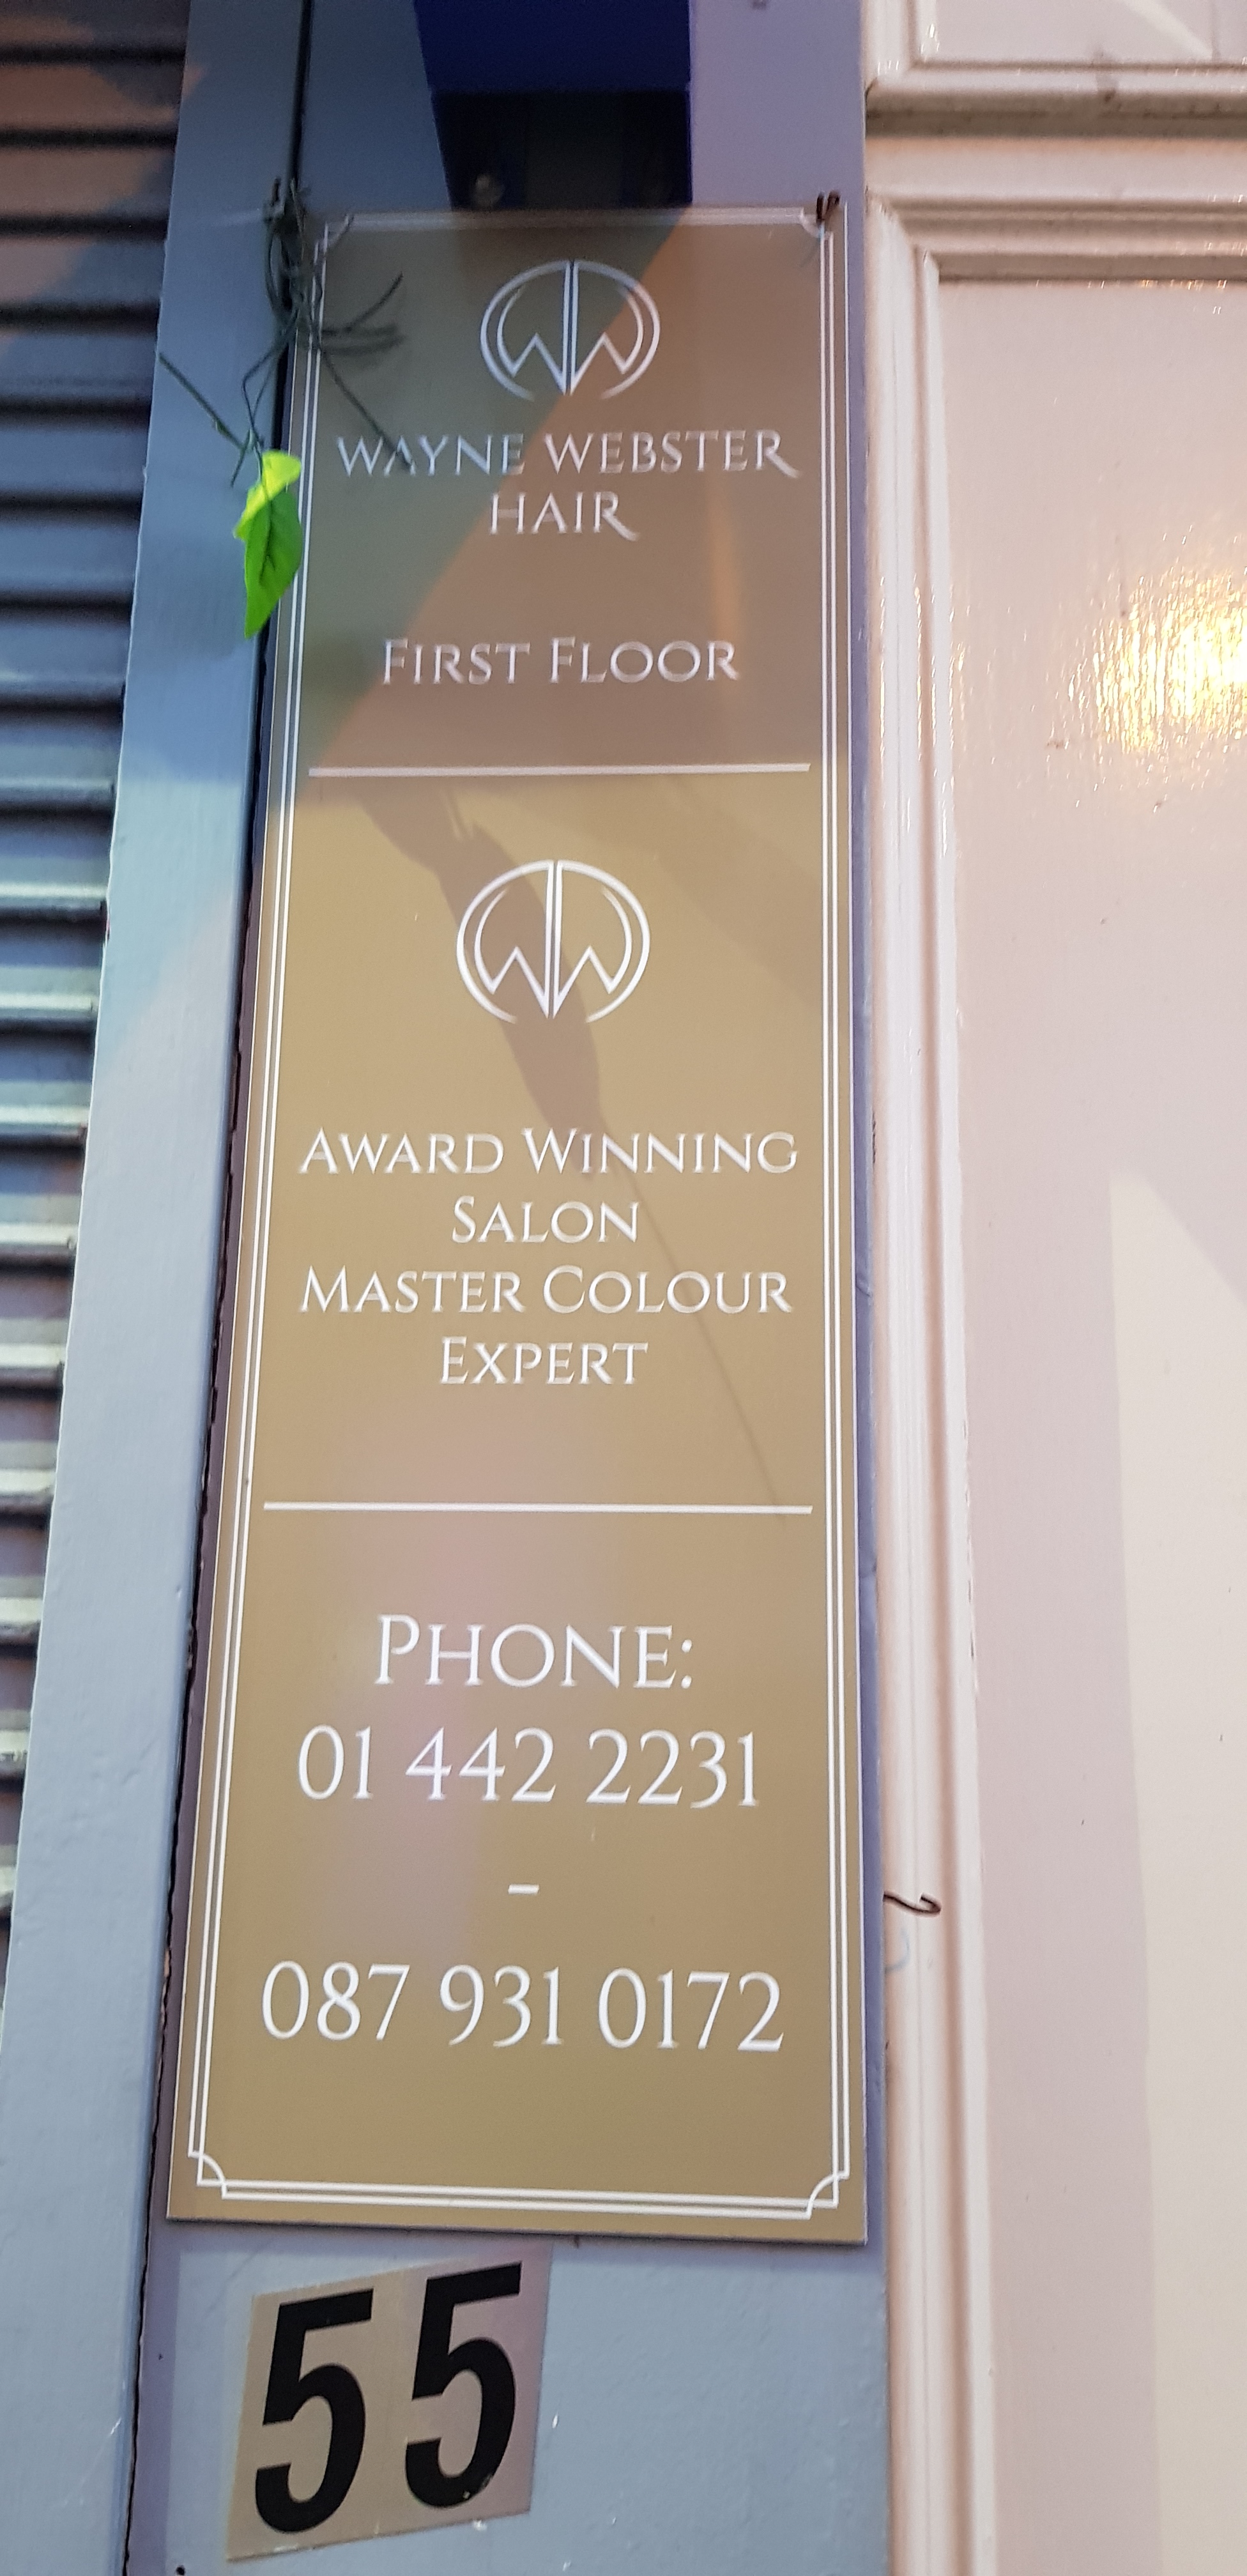 WAYNE WEBSTER
HAIR
FIRST FLOOR
AWARD WINNING
SALON
MASTER COLOUR
EXPERT
PHONE:
01 442 2231
-
087 931 0172
55